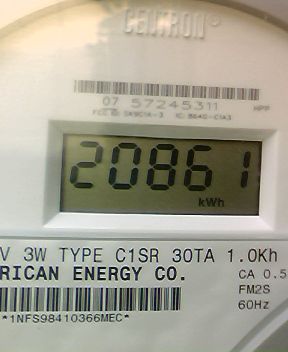 CENTRON®
07 57245311
HPP
20861
kWh
V 3W TYPE C1SR 30TA 1.0Kh
RICAN ENERGY CO.
CA 0.5
FM2S
60Hz
*1NFS98410366MEC*